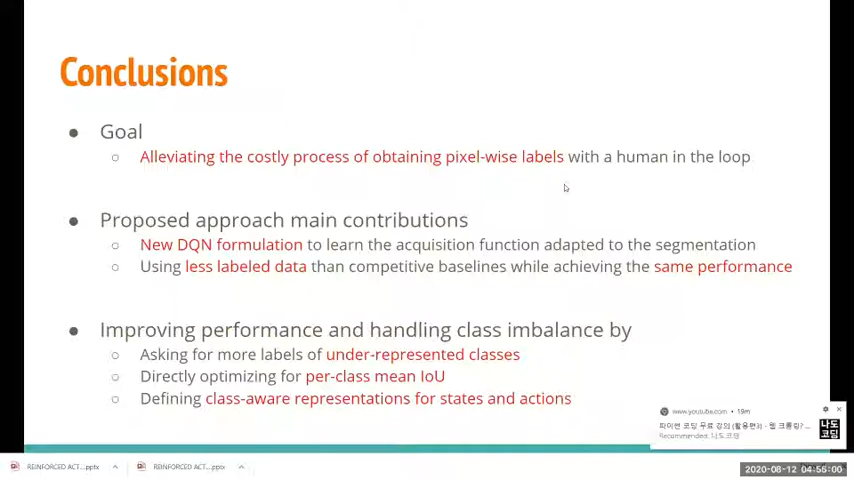 Conclusions
● Goal
○ Alleviating the costly process of obtaining pixel-wise labels with a human in the loop
● Proposed approach main contributions
○ New DQN formulation to learn the acquisition function adapted to the segmentation
○ Using less labeled data than competitive baselines while achieving the same performance
● Improving performance and handling class imbalance by
○ Asking for more labels of under-represented classes
○ Directly optimizing for per-class mean IoU
○ Defining class-aware representations for states and actions
www.youtube.com • 19m
파이썬 코딩 무료 강의 (활용편3) - 웹 크롤링? ...
Recommended: 나도코딩
나도
코딩
REINFORCED ACT....pptx
REINFORCED ACT....pptx
2020-08-12 04:55:00